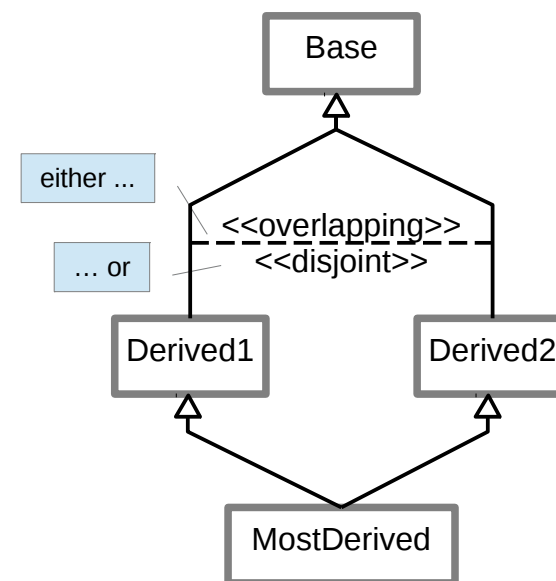 Base
either ...
<<overlapping>>
… or
<<disjoint>>
Derived1
Derived2
MostDerived